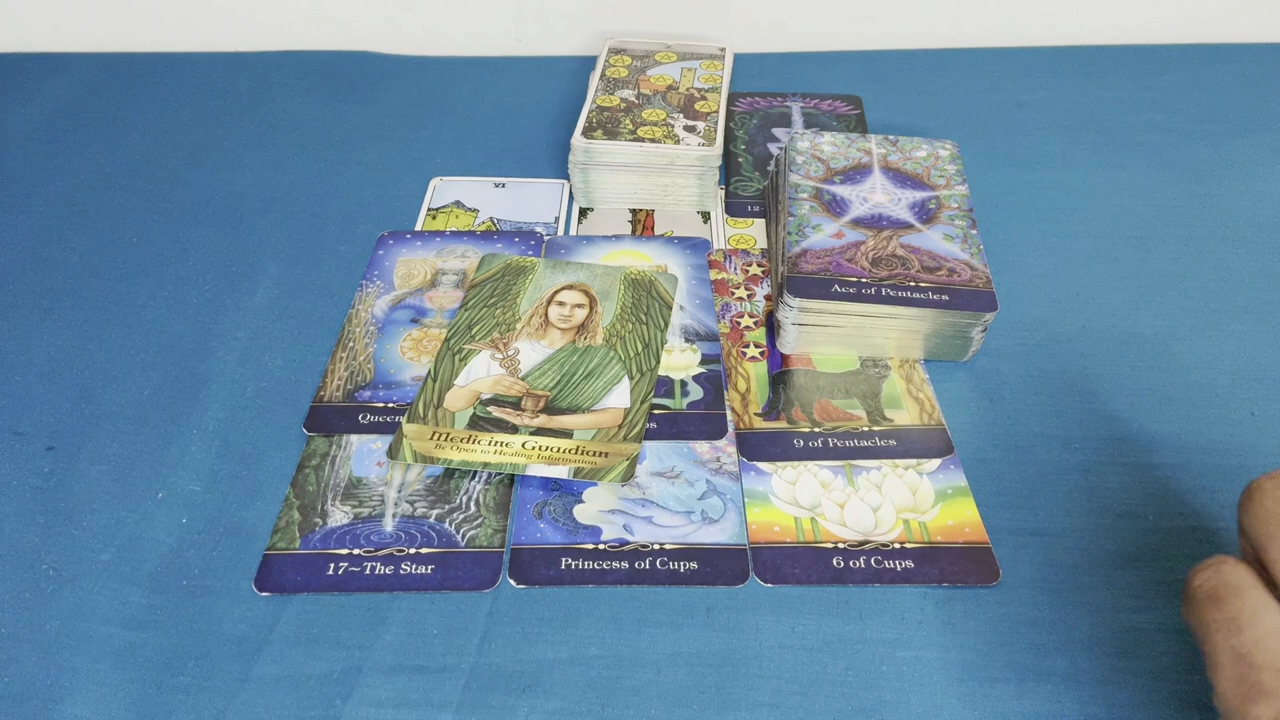 VI
12~
Ace of Pentacles
Queen
9 of Pentacles
Medicine Guardian
Be Open to Healing Information
17~The Star
Princess of Cups
6 of Cups